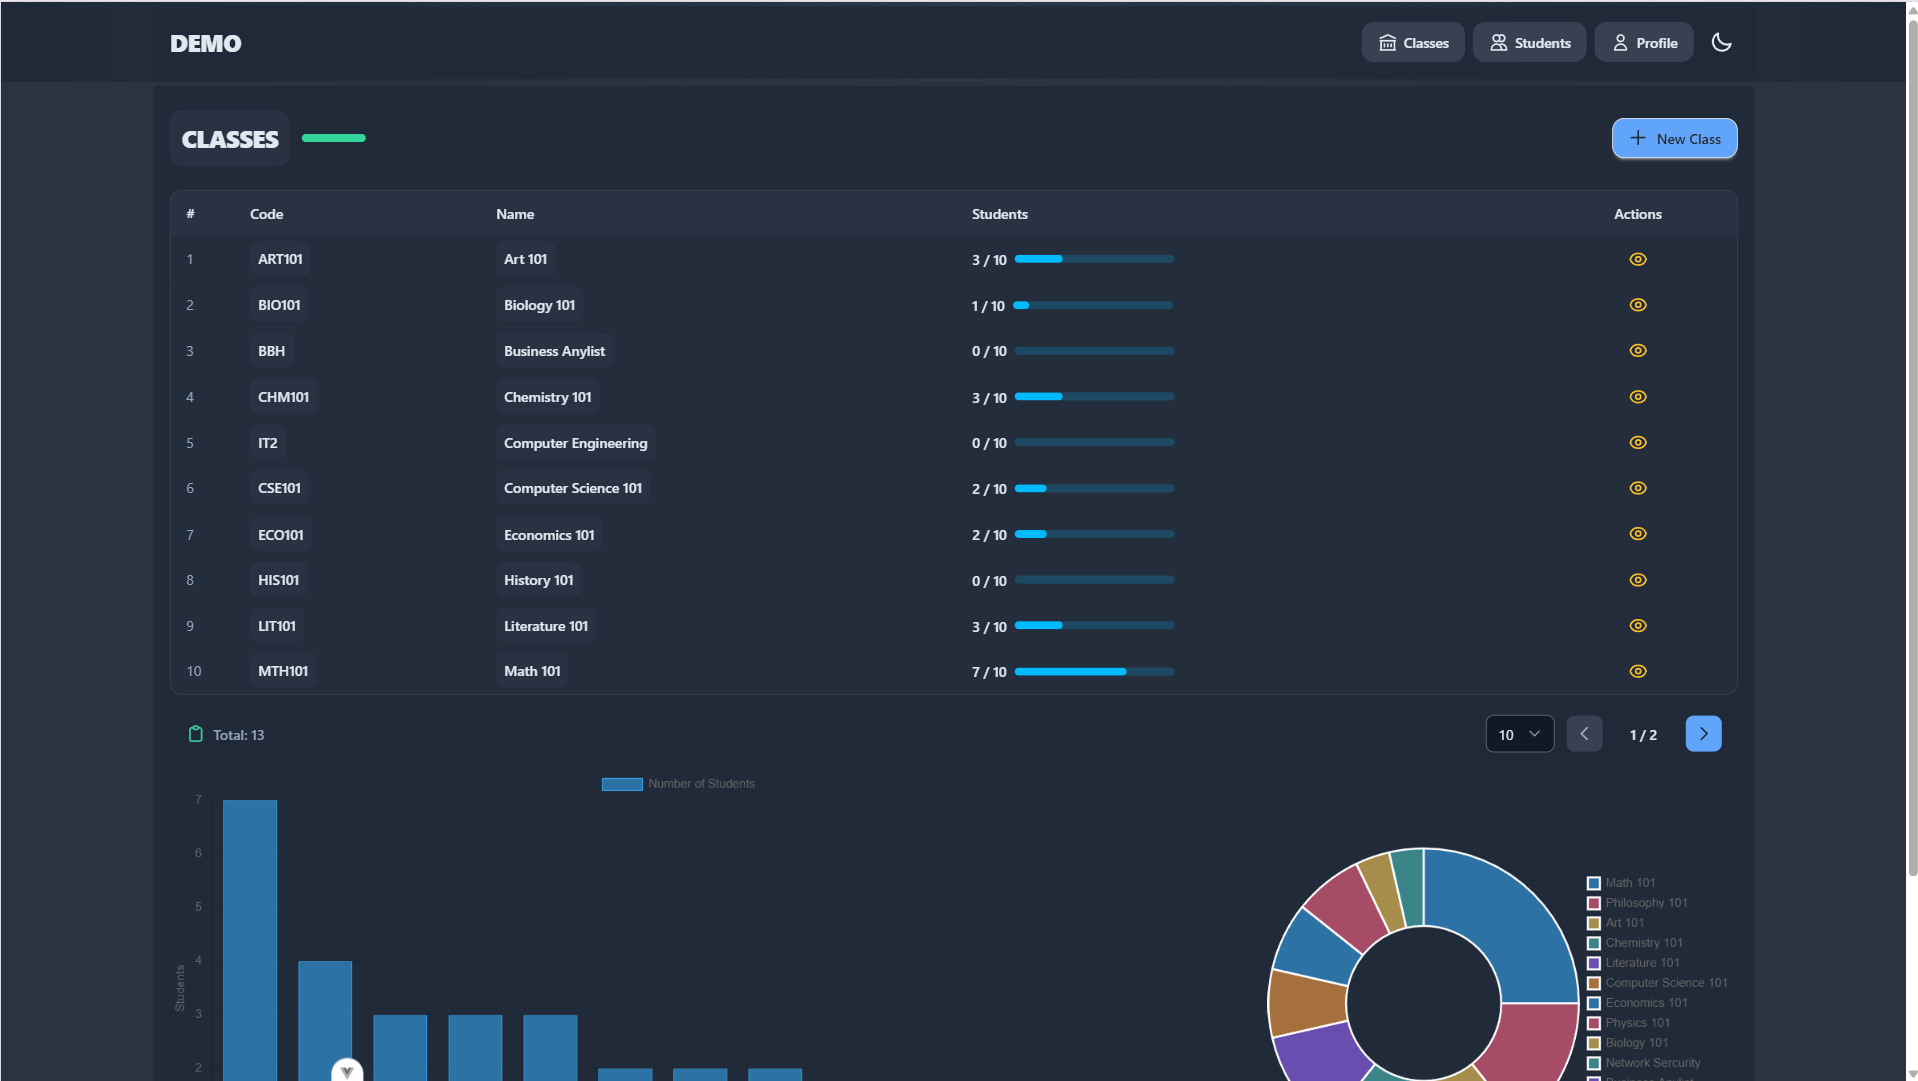 DEMO
Classes
Students
Profile
CLASSES
New Class
# Code Name Students Actions
1 ART101 Art 101 3 / 10
2 BIO101 Biology 101 1 / 10
3 BBH Business Anylist 0 / 10
4 CHM101 Chemistry 101 3 / 10
5 IT2 Computer Engineering 0 / 10
6 CSE101 Computer Science 101 2 / 10
7 ECO101 Economics 101 2 / 10
8 HIS101 History 101 0 / 10
9 LIT101 Literature 101 3 / 10
10 MTH101 Math 101 7 / 10
Total: 13
10
1 / 2
Number of Students
7
6
5
4
3
2
Students
Math 101
Philosophy 101
Art 101
Chemistry 101
Literature 101
Computer Science 101
Economics 101
Physics 101
Biology 101
Network Sercurity